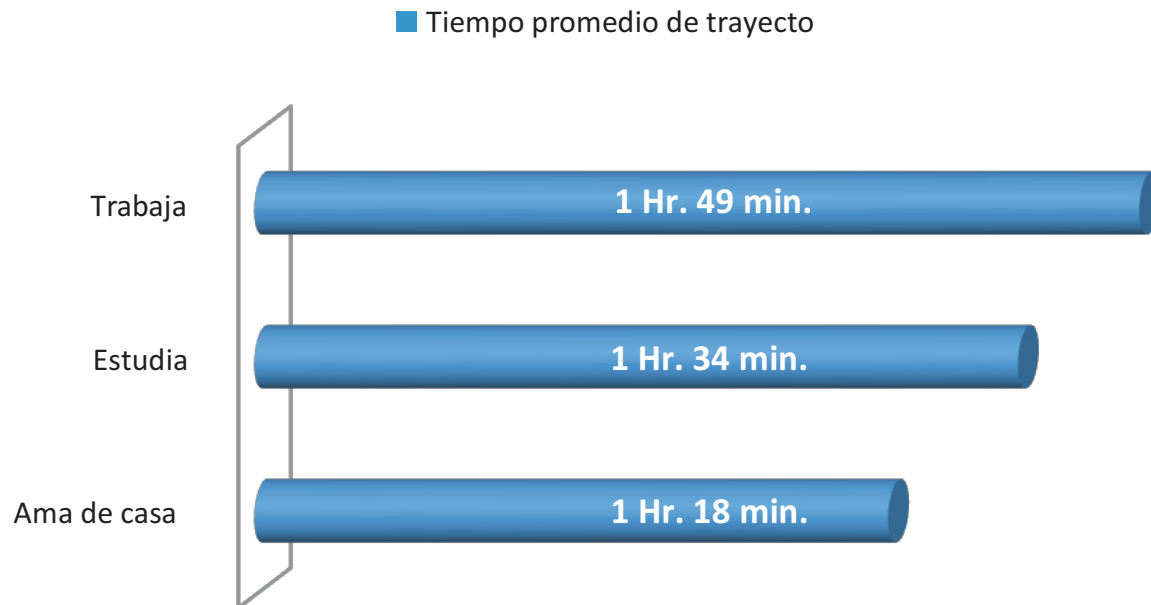 Tiempo promedio de trayecto
Trabaja
1 Hr. 49 min.
Estudia
1 Hr. 34 min.
Ama de casa
1 Hr. 18 min.